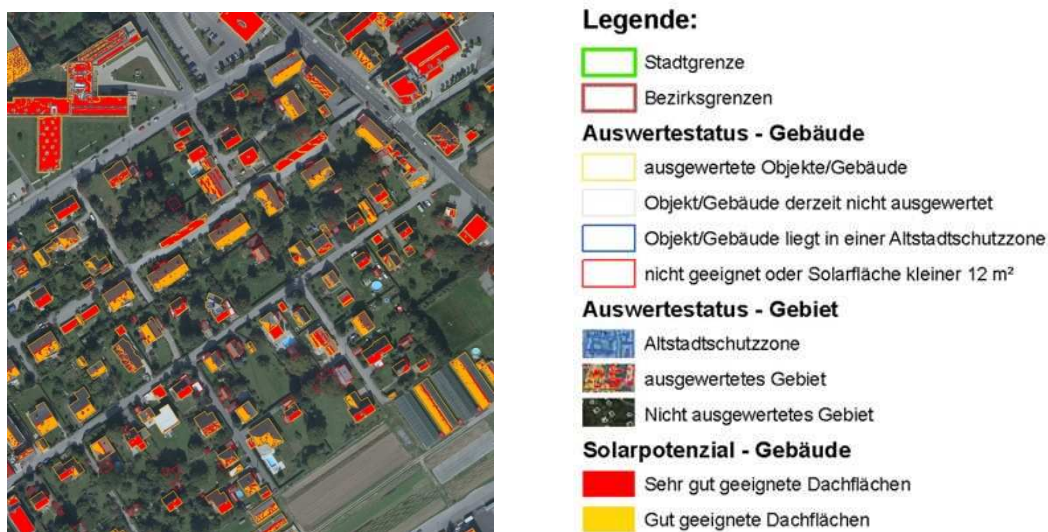 Legende:
Stadtgrenze
Bezirksgrenzen
Auswertestatus - Gebäude
ausgewertete Objekte/Gebäude
Objekt/Gebäude derzeit nicht ausgewertet
Objekt/Gebäude liegt in einer Altstadtschutzzone
nicht geeignet oder Solarfläche kleiner 12 m²
Auswertestatus - Gebiet
Altstadtschutzzone
ausgewertetes Gebiet
Nicht ausgewertetes Gebiet
Solarpotenzial - Gebäude
Sehr gut geeignete Dachflächen
Gut geeignete Dachflächen